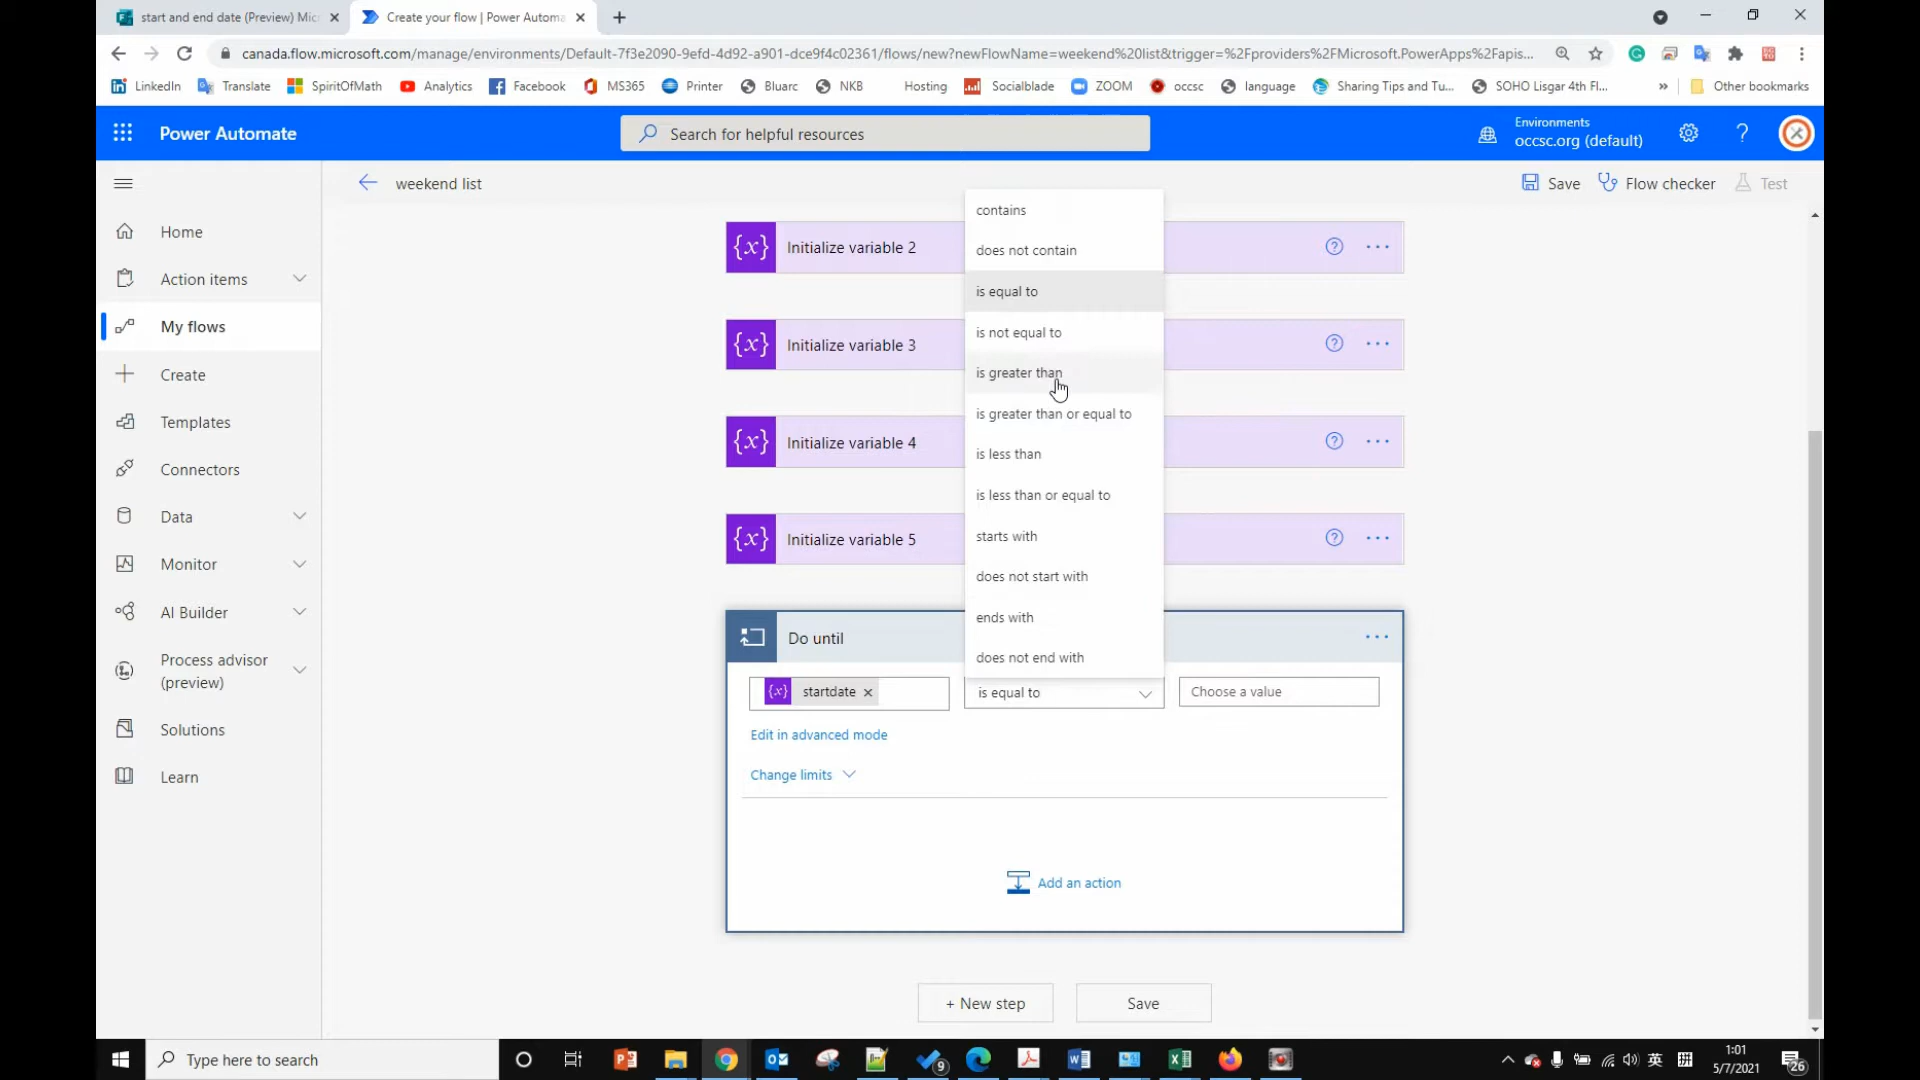 start and end date (Preview) Mic
Create your flow | Power Automa
canada.flow.microsoft.com/manage/environments/Default-7f3e2090-9efd-4d92-a901-dce9f4c02361/flows/new?newFlowName=weekend%20list&trigger=%2Fproviders%2FMicrosoft.PowerApps%2Fapis...
LinkedIn
Translate
SpiritOfMath
Analytics
Facebook
MS365
Printer
Bluarc
NKB
Hosting
Socialblade
ZOOM
occsc
language
Sharing Tips and Tu...
SOHO Lisgar 4th Fl...
»
Other bookmarks
Power Automate
Search for helpful resources
Environments
occsc.org (default)
?
weekend list
Save
Flow checker
Test
Home
Action items
My flows
Create
Templates
Connectors
Data
Monitor
AI Builder
Process advisor
(preview)
Solutions
Learn
{x} Initialize variable 2
{x} Initialize variable 3
{x} Initialize variable 4
{x} Initialize variable 5
contains
does not contain
is equal to
is not equal to
is greater than
is greater than or equal to
is less than
is less than or equal to
starts with
does not start with
ends with
does not end with
Do until
{x} startdate
is equal to
Choose a value
Edit in advanced mode
Change limits
Add an action
+ New step
Save
Type here to search
9
英
1:01
5/7/2021
26